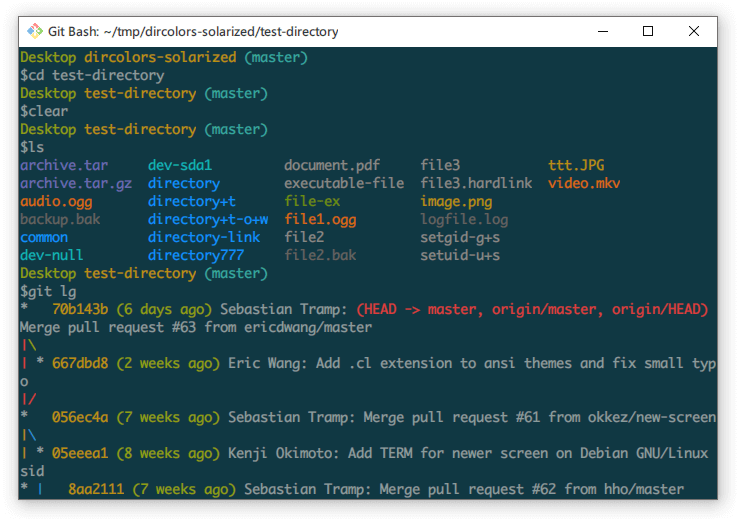 Git Bash: ~/tmp/dircolors-solarized/test-directory
Desktop dircolors-solarized (master)
$cd test-directory
Desktop test-directory (master)
$clear
Desktop test-directory (master)
$ls
archive.tar dev-sda1 document.pdf file3 ttt.JPG
archive.tar.gz directory executable-file file3.hardlink video.mkv
audio.ogg directory+t file-ex image.png
backup.bak directory+t-o+w file1.ogg logfile.log
common directory-link file2 setgid-g+s
dev-null directory777 file2.bak setuid-u+s
Desktop test-directory (master)
$git lg
* 70b143b (6 days ago) Sebastian Tramp: (HEAD -> master, origin/master, origin/HEAD)
Merge pull request #63 from ericdwang/master
|\
| * 667dbd8 (2 weeks ago) Eric Wang: Add .cl extension to ansi themes and fix small typ
o
|/
* 056ec4a (7 weeks ago) Sebastian Tramp: Merge pull request #61 from okkez/new-screen
|\
| * 05eeea1 (8 weeks ago) Kenji Okimoto: Add TERM for newer screen on Debian GNU/Linux
sid
* | 8aa2111 (7 weeks ago) Sebastian Tramp: Merge pull request #62 from hho/master